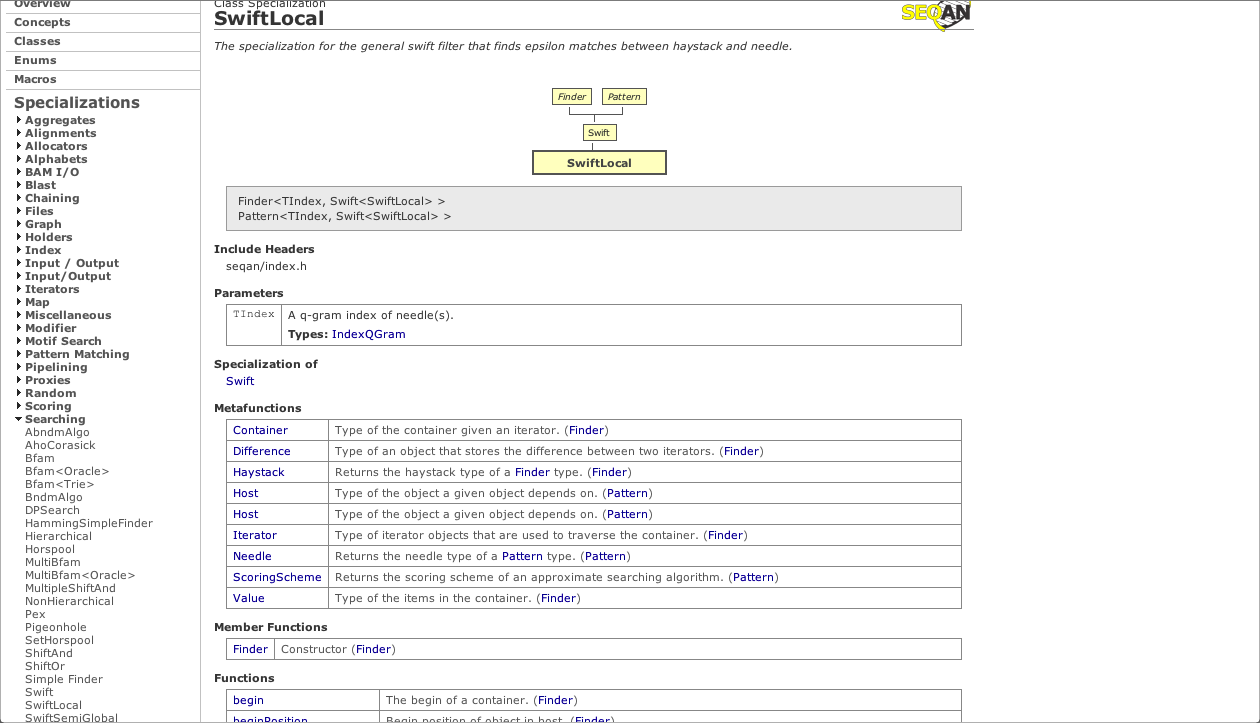 Overview
Concepts
Classes
Enums
Macros
Specializations
Aggregates
Alignments
Allocators
Alphabets
BAM I/O
Blast
Chaining
Files
Graph
Holders
Index
Input / Output
Input/Output
Iterators
Map
Miscellaneous
Modifier
Motif Search
Pattern Matching
Pipelining
Proxies
Random
Scoring
Searching
AbndmAlgo
AhoCorasick
Bfam
Bfam<Oracle>
Bfam<Trie>
BndmAlgo
DPSearch
HammingSimpleFinder
Hierarchical
Horspool
MultiBfam
MultiBfam<Oracle>
MultipleShiftAnd
NonHierarchical
Pex
Pigeonhole
SetHorspool
ShiftAnd
ShiftOr
Simple Finder
Swift
SwiftLocal
SwiftSemiGlobal
Class Specialization
SwiftLocal
SEQAN
The specialization for the general swift filter that finds epsilon matches between haystack and needle.
Finder Pattern
Swift
SwiftLocal
Finder<TIndex, Swift<SwiftLocal> >
Pattern<TIndex, Swift<SwiftLocal> >
Include Headers
seqan/index.h
Parameters
TIndex A q-gram index of needle(s).
Types: IndexQGram
Specialization of
Swift
Metafunctions
Container Type of the container given an iterator. (Finder)
Difference Type of an object that stores the difference between two iterators. (Finder)
Haystack Returns the haystack type of a Finder type. (Finder)
Host Type of the object a given object depends on. (Pattern)
Host Type of the object a given object depends on. (Pattern)
Iterator Type of iterator objects that are used to traverse the container. (Finder)
Needle Returns the needle type of a Pattern type. (Pattern)
ScoringScheme Returns the scoring scheme of an approximate searching algorithm. (Pattern)
Value Type of the items in the container. (Finder)
Member Functions
Finder Constructor (Finder)
Functions
begin The begin of a container. (Finder)
beginPosition Begin position of object in host. (Finder)